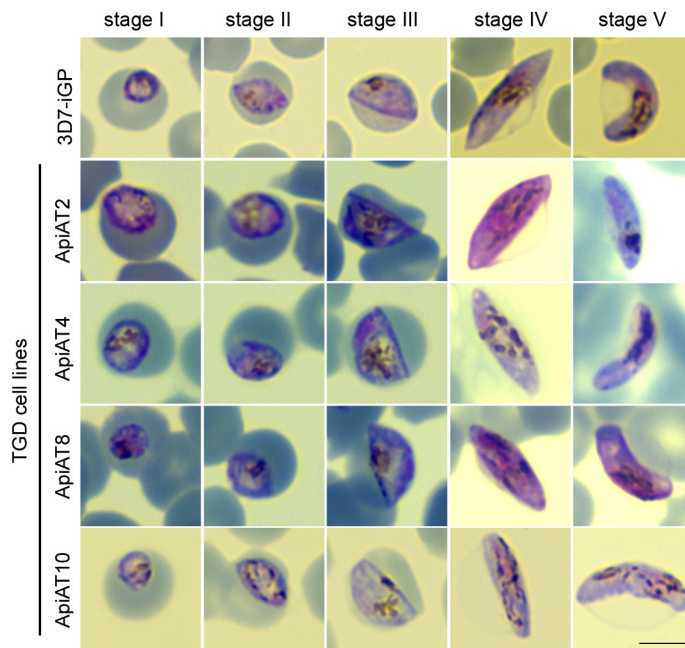 stage I stage II stage III stage IV stage V
3D7-iGP
TGD cell lines
ApiAT2
ApiAT4
ApiAT8
ApiAT10